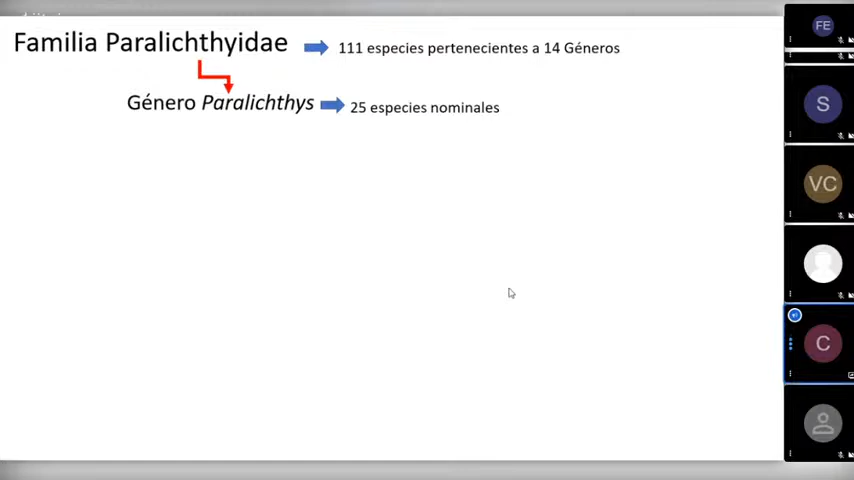 Familia Paralichthyidae
111 especies pertenecientes a 14 Géneros
Género Paralichthys
25 especies nominales
FE
S
VC
C